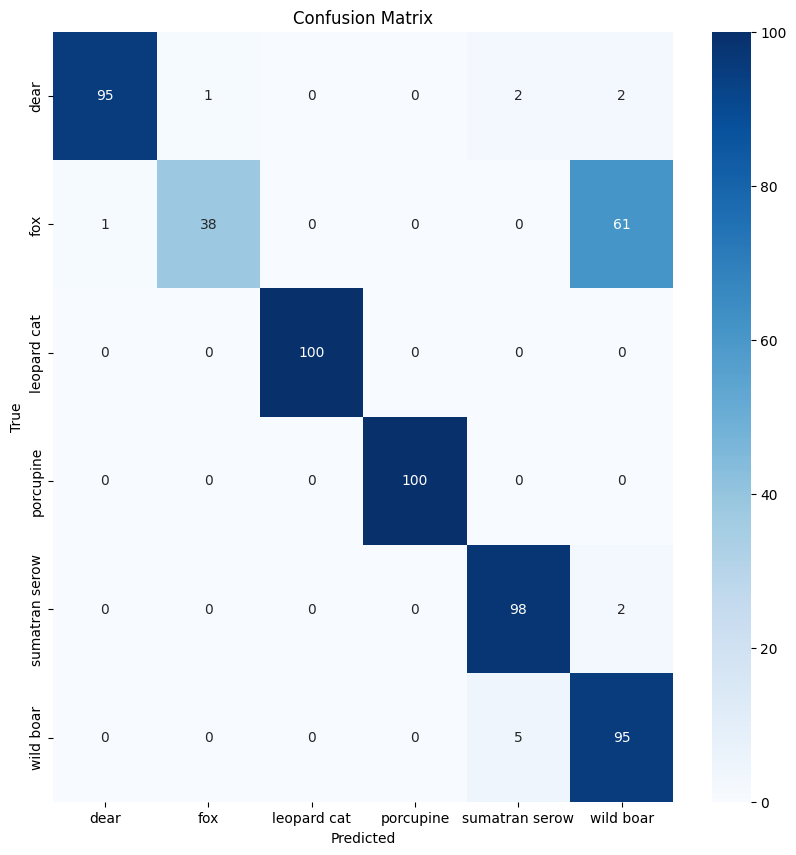 Confusion Matrix
True
dear 95 1 0 0 2 2
fox 1 38 0 0 0 61
leopard cat 0 0 100 0 0 0
porcupine 0 0 0 100 0 0
sumatran serow 0 0 0 0 98 2
wild boar 0 0 0 0 5 95
dear fox leopard cat porcupine sumatran serow wild boar
Predicted
100
80
60
40
20
0